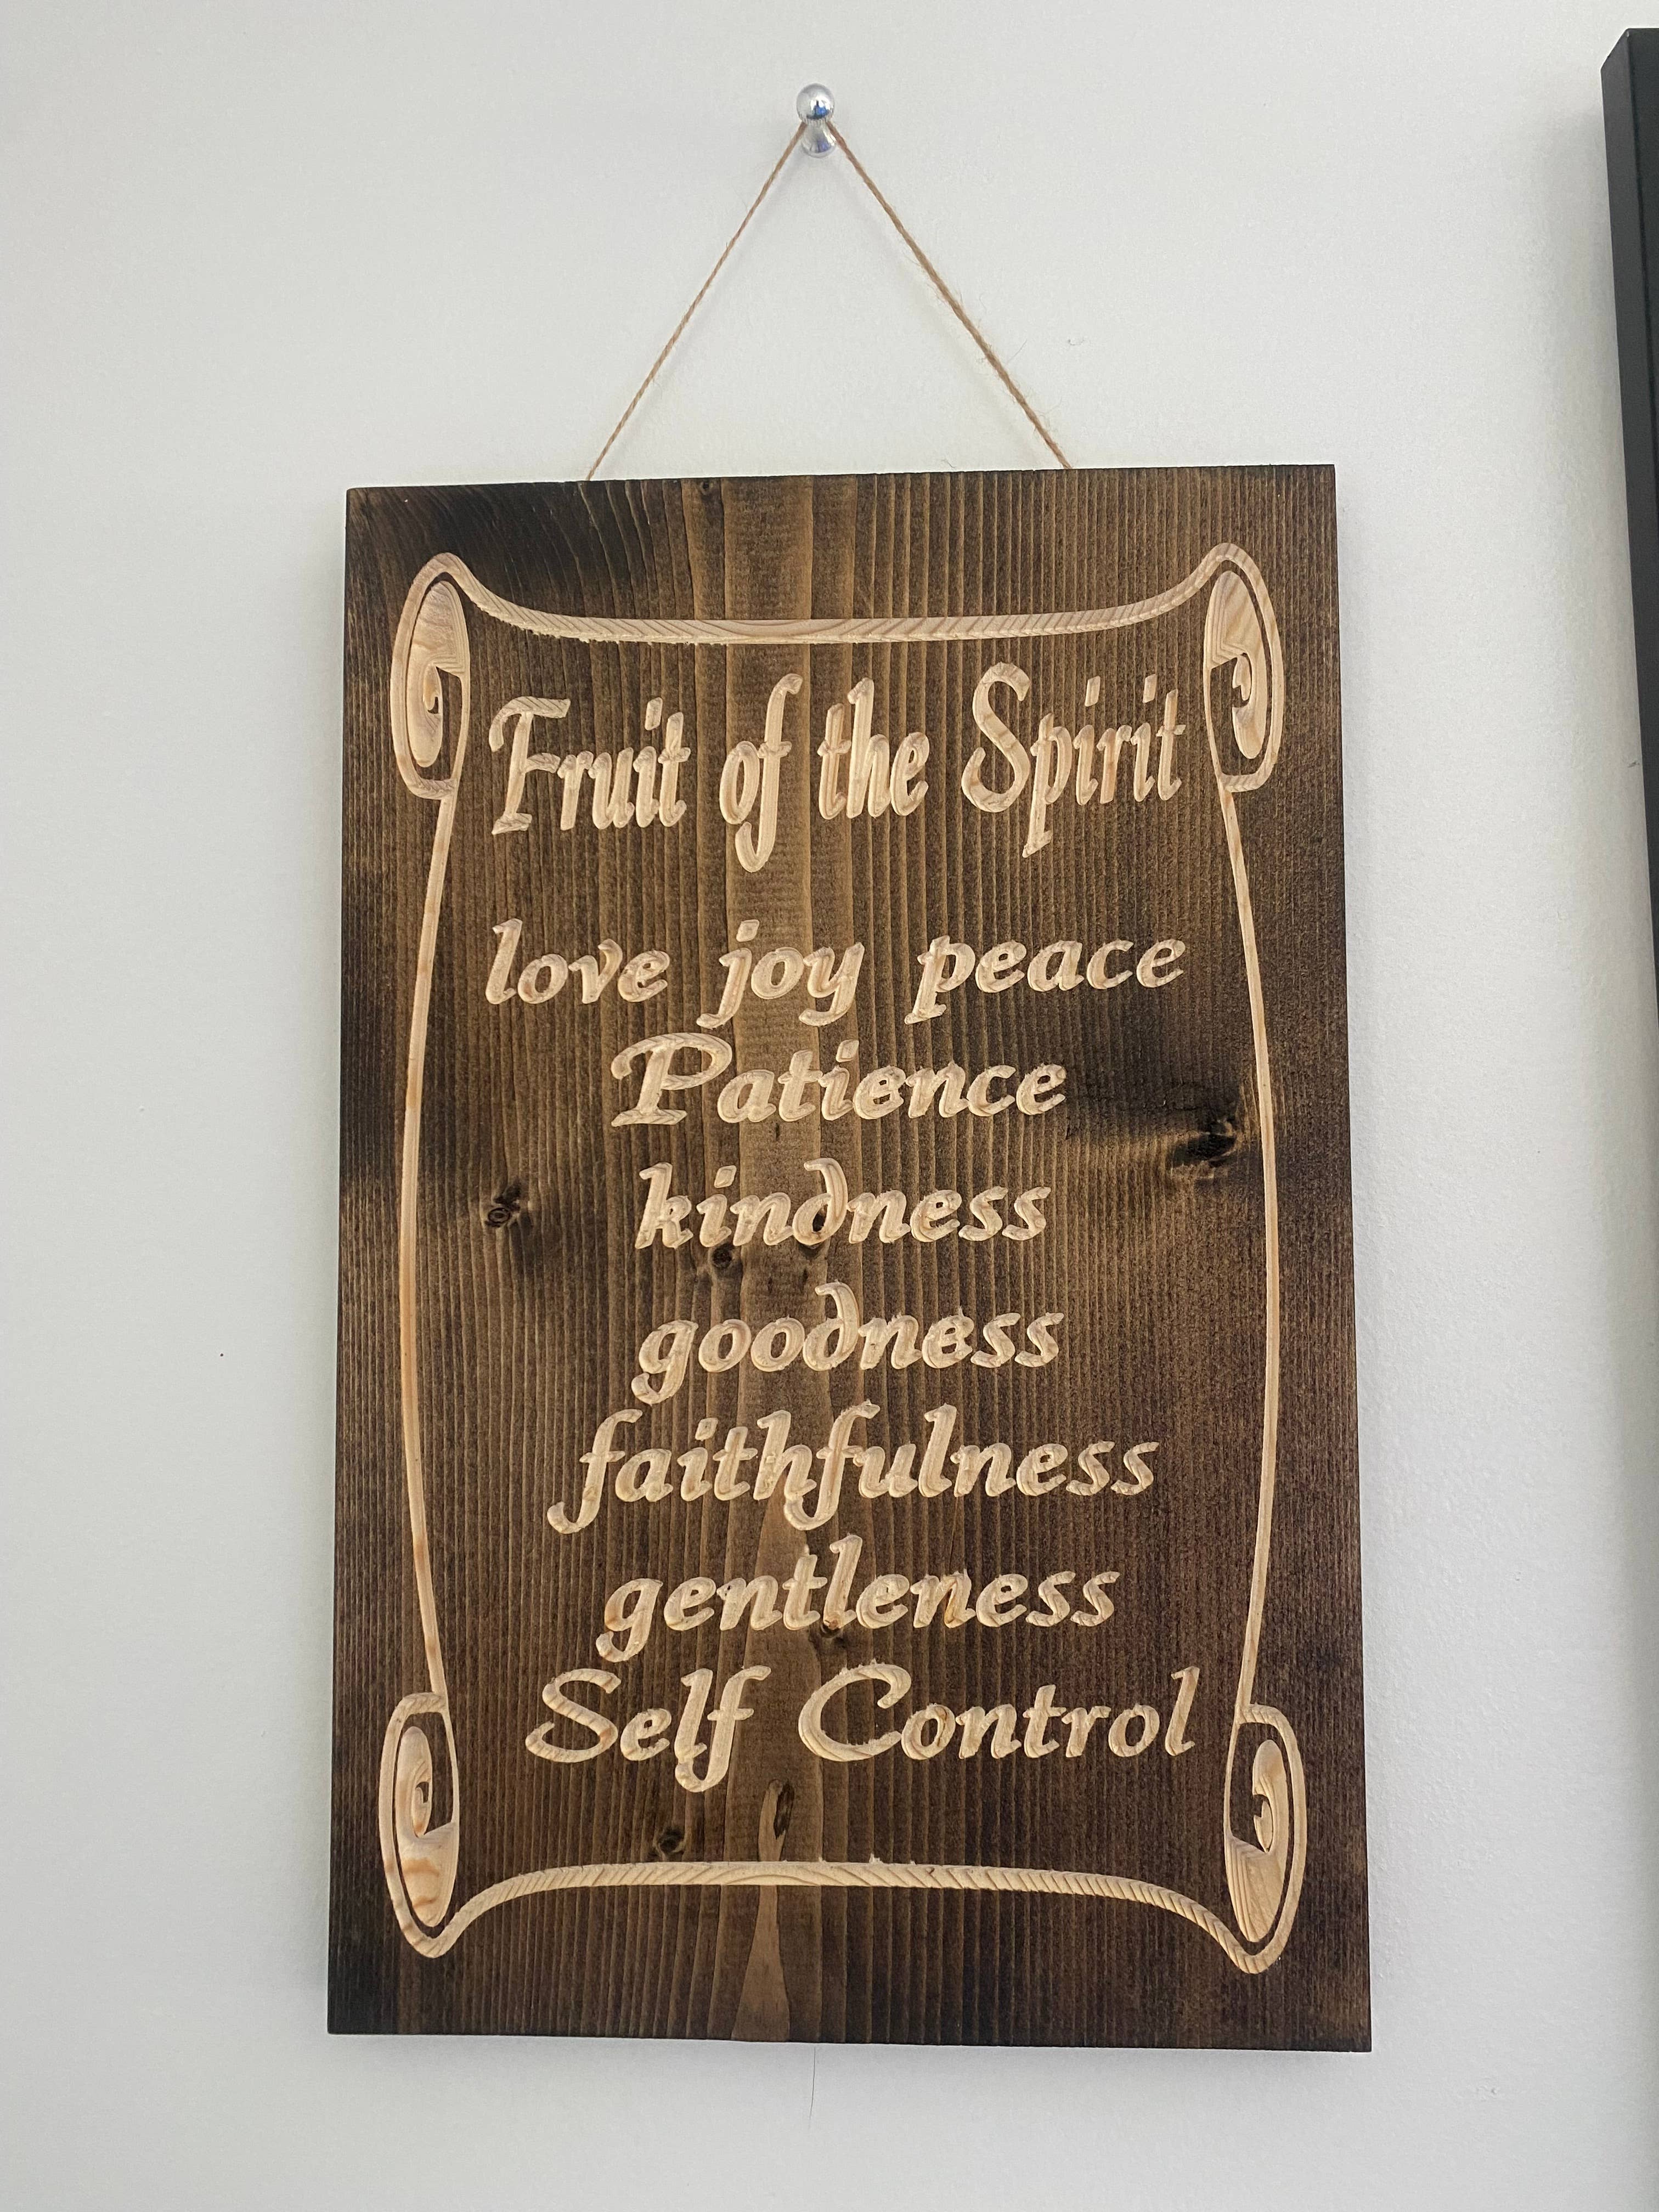 Fruit of the Spirit
love joy peace
Patience
kindness
goodness
faithfulness
gentleness
Self Control